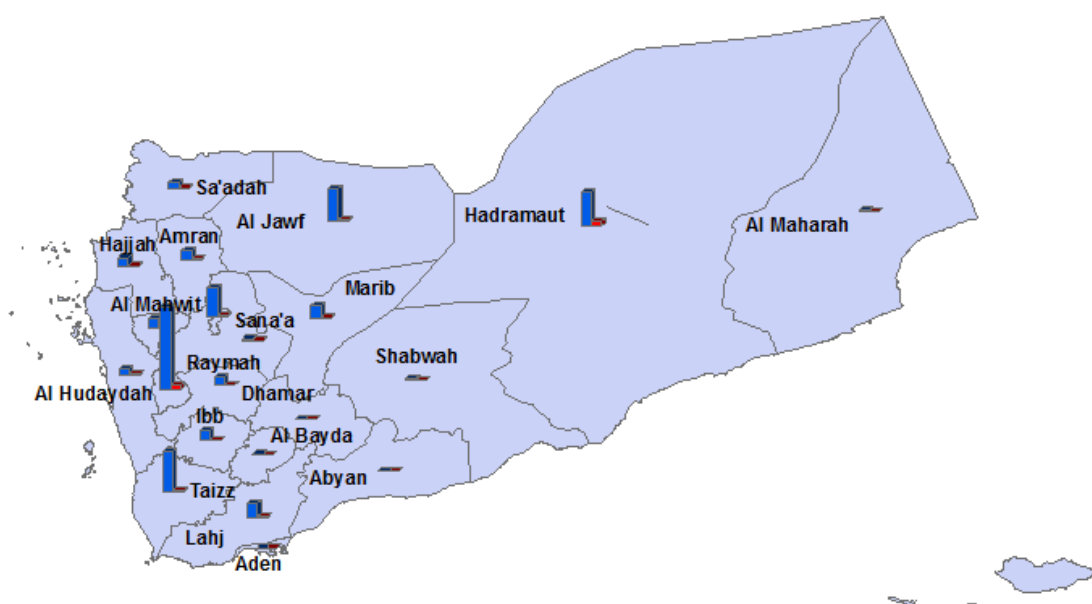 Sa'adah
Al Jawf
Hadramaut
Al Maharah
Hajjah
Amran
Marib
Al Mahwit
Sana'a
Shabwah
Raymah
Al Hudaydah
Dhamar
Ibb
Al Bayda
Abyan
Taizz
Lahj
Aden